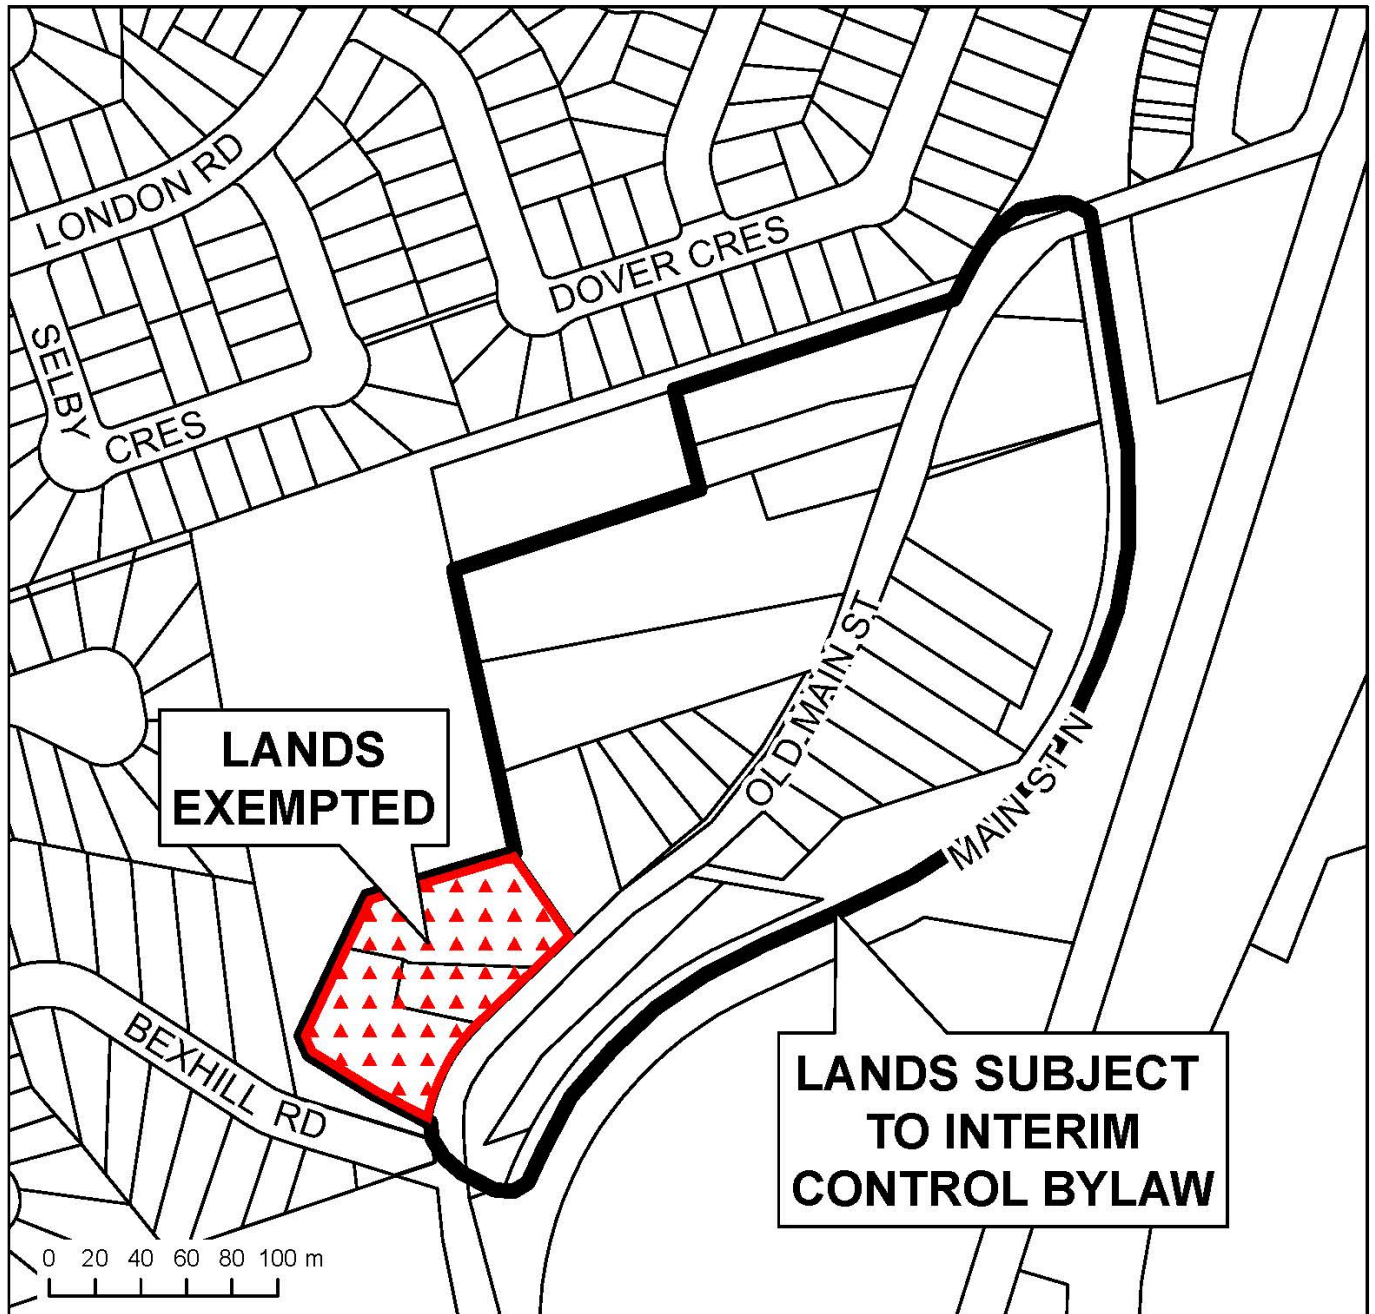 LONDON RD
DOVER CRES
SELBY
CRES
OLD MAIN ST
LANDS
EXEMPTED
MAIN ST N
BEXHILL RD
LANDS SUBJECT
TO INTERIM
CONTROL BYLAW
0 20 40 60 80 100 m